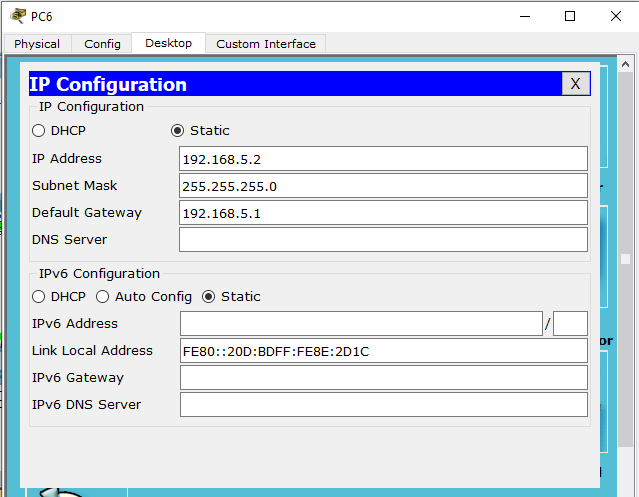 PC6
Physical Config Desktop Custom Interface
IP Configuration X
IP Configuration
DHCP Static
IP Address 192.168.5.2
Subnet Mask 255.255.255.0
Default Gateway 192.168.5.1
DNS Server
IPv6 Configuration
DHCP Auto Config Static
IPv6 Address /
Link Local Address FE80::20D:BDFF:FE8E:2D1C
IPv6 Gateway
IPv6 DNS Server